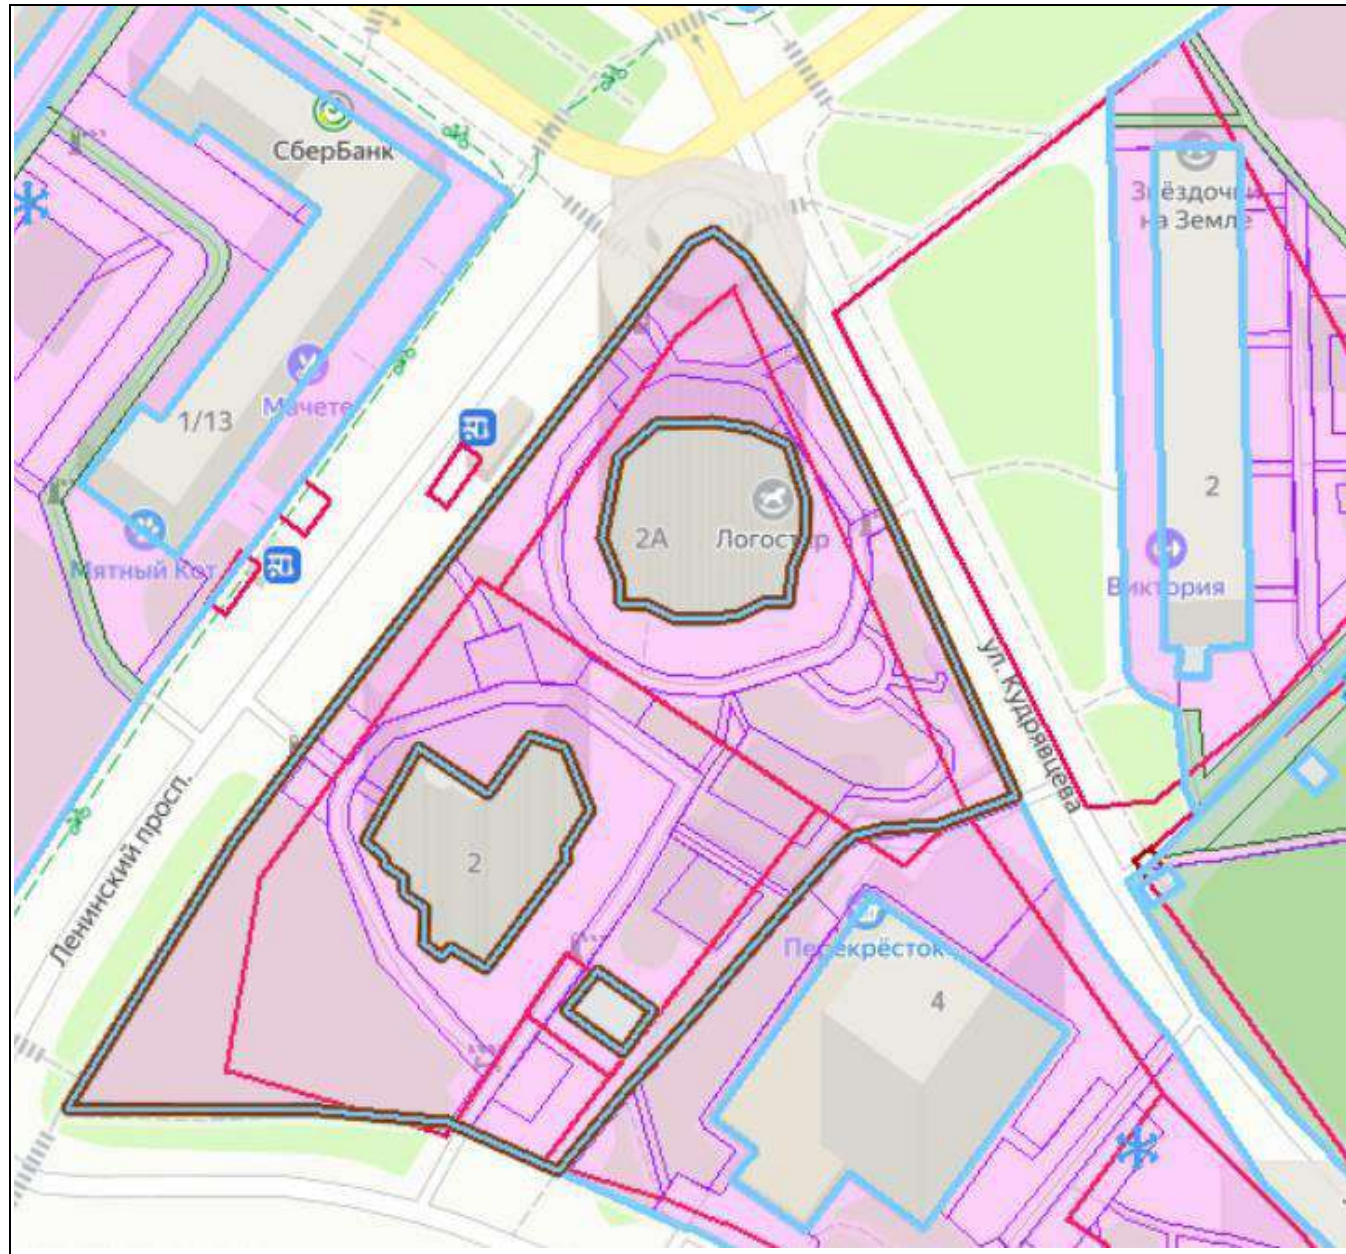 СберБанк
Звёздочки
на Земле
Мачете
1/13
2
2А
Логостар
Мятный Кот
Виктория
ул. Кудрявцева
Ленинский просп.
2
Перекрёсток
4